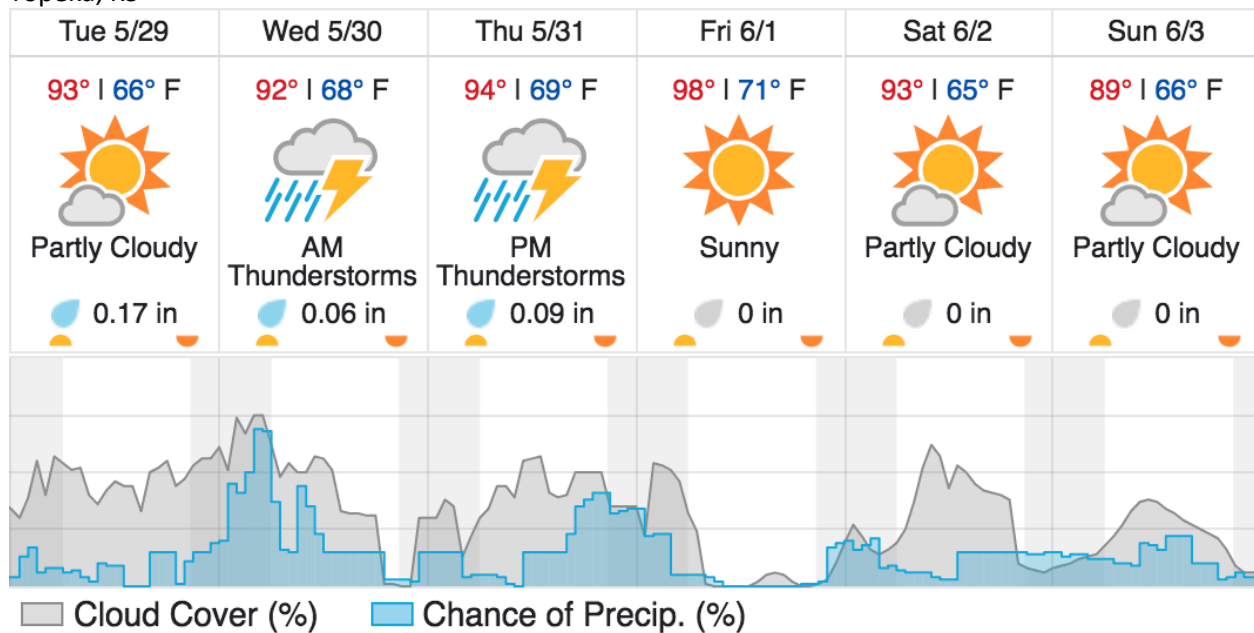 Topeka, KS
Tue 5/29 Wed 5/30 Thu 5/31 Fri 6/1 Sat 6/2 Sun 6/3
93° | 66° F 92° | 68° F 94° | 69° F 98° | 71° F 93° | 65° F 89° | 66° F
Partly Cloudy AM PM Sunny Partly Cloudy Partly Cloudy
Thunderstorms Thunderstorms
0.17 in 0.06 in 0.09 in 0 in 0 in 0 in
Cloud Cover (%) Chance of Precip. (%)